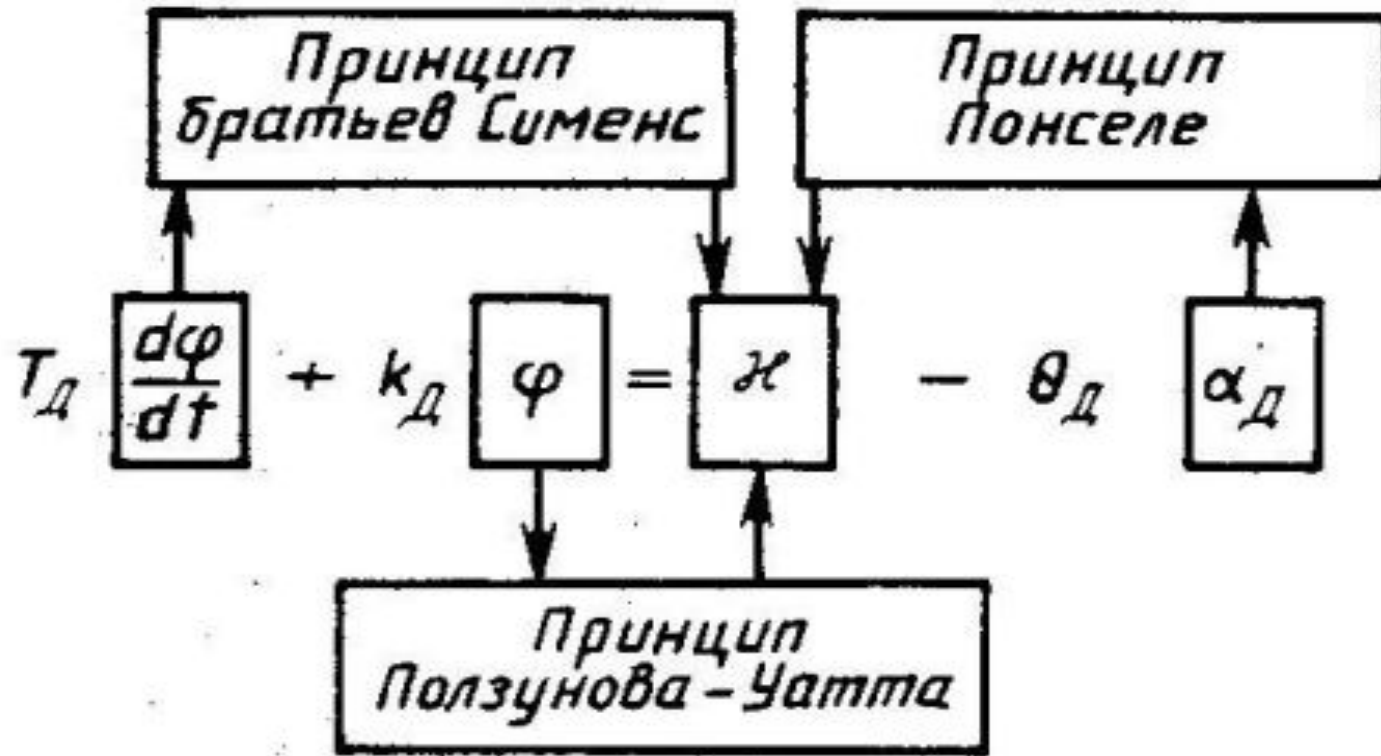 Принцип
братьев Сименс
Принцип
Понселе
T_Д dφ/dt + k_Д φ = ϰ − θ_Д α_Д
Принцип
Ползунова – Уатта